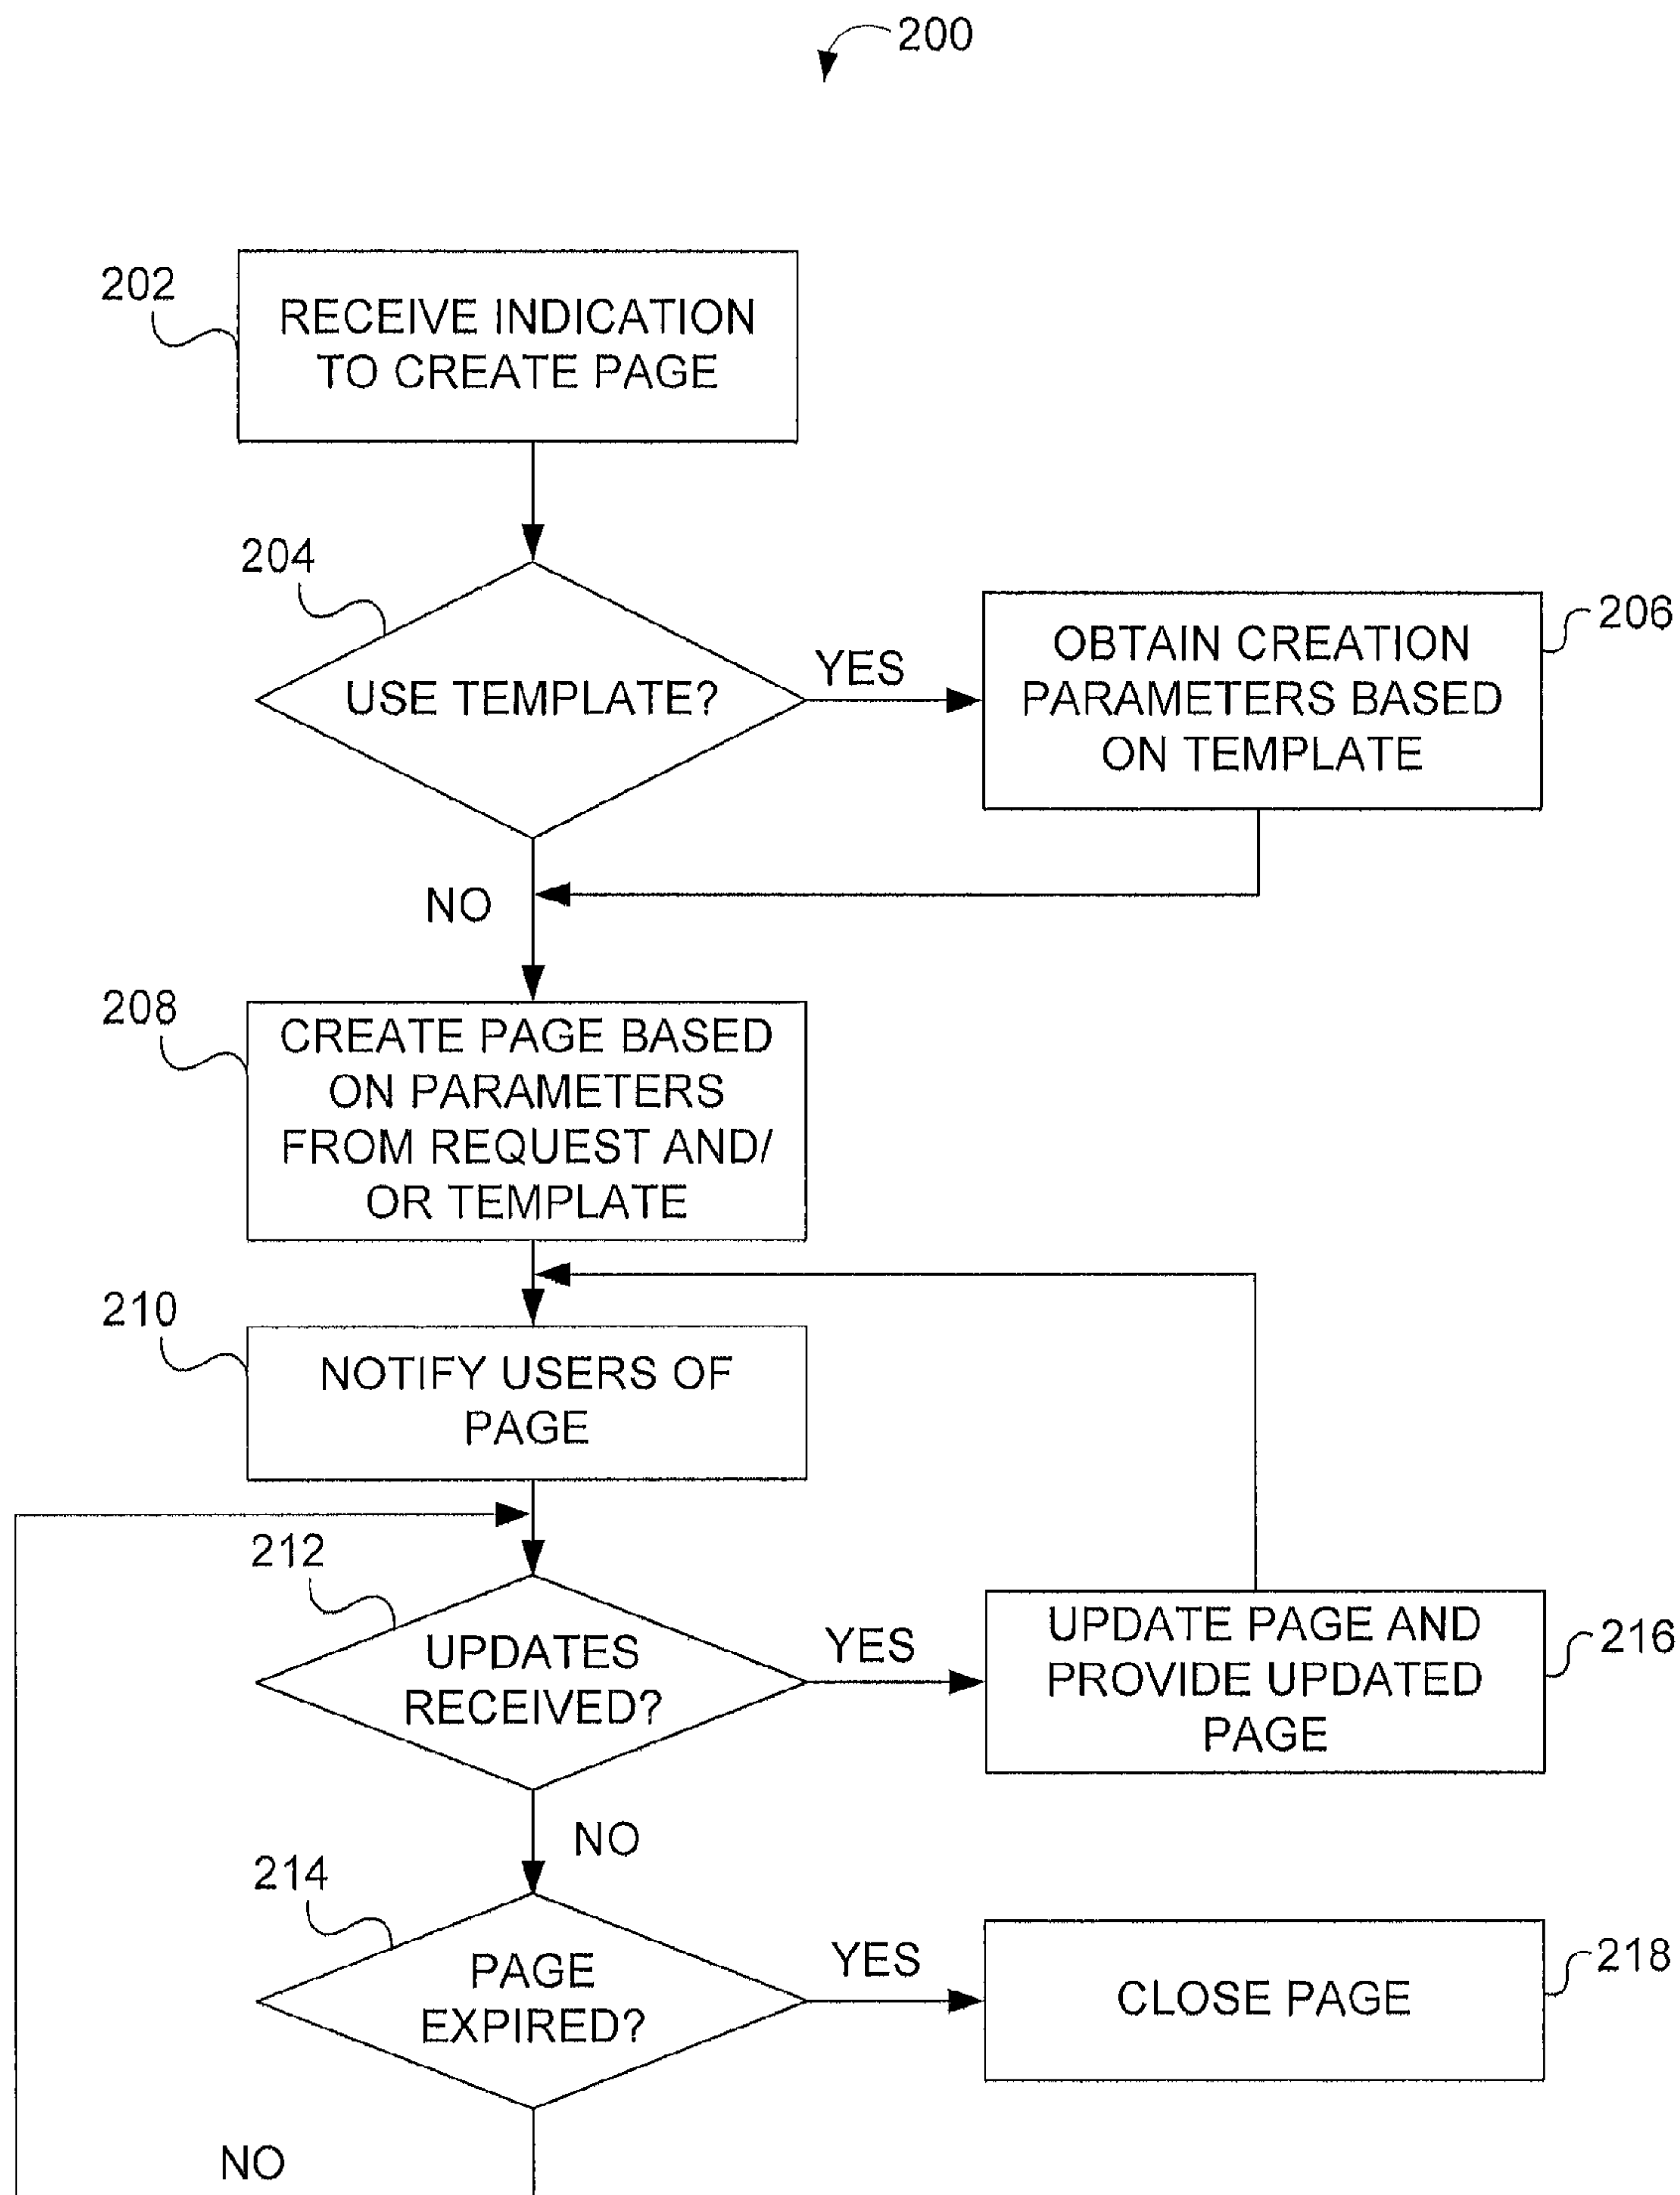 200
202
RECEIVE INDICATION
TO CREATE PAGE
204
USE TEMPLATE?
YES
206
OBTAIN CREATION
PARAMETERS BASED
ON TEMPLATE
NO
208
CREATE PAGE BASED
ON PARAMETERS
FROM REQUEST AND/
OR TEMPLATE
210
NOTIFY USERS OF
PAGE
212
UPDATES
RECEIVED?
YES
216
UPDATE PAGE AND
PROVIDE UPDATED
PAGE
NO
214
PAGE
EXPIRED?
YES
218
CLOSE PAGE
NO